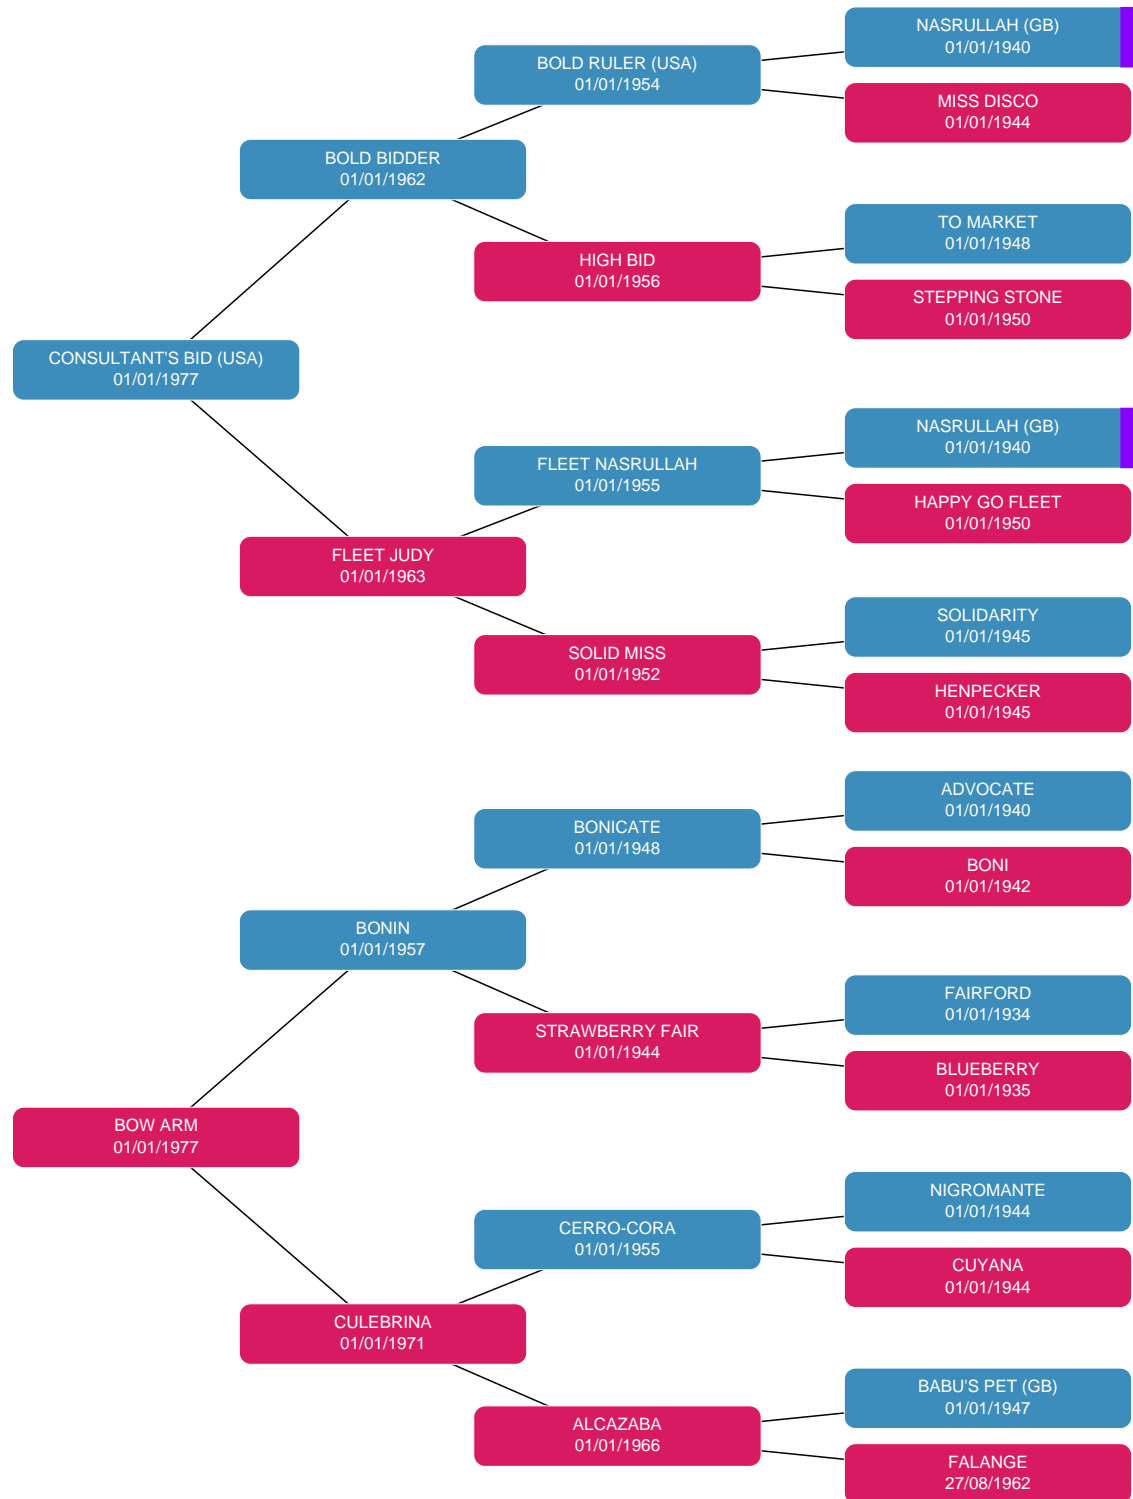 NASRULLAH (GB)
01/01/1940
BOLD RULER (USA)
01/01/1954
MISS DISCO
01/01/1944
BOLD BIDDER
01/01/1962
TO MARKET
01/01/1948
HIGH BID
01/01/1956
STEPPING STONE
01/01/1950
CONSULTANT'S BID (USA)
01/01/1977
NASRULLAH (GB)
01/01/1940
FLEET NASRULLAH
01/01/1955
HAPPY GO FLEET
01/01/1950
FLEET JUDY
01/01/1963
SOLIDARITY
01/01/1945
SOLID MISS
01/01/1952
HENPECKER
01/01/1945
ADVOCATE
01/01/1940
BONICATE
01/01/1948
BONI
01/01/1942
BONIN
01/01/1957
FAIRFORD
01/01/1934
STRAWBERRY FAIR
01/01/1944
BLUEBERRY
01/01/1935
BOW ARM
01/01/1977
NIGROMANTE
01/01/1944
CERRO-CORA
01/01/1955
CUYANA
01/01/1944
CULEBRINA
01/01/1971
BABU'S PET (GB)
01/01/1947
ALCAZABA
01/01/1966
FALANGE
27/08/1962